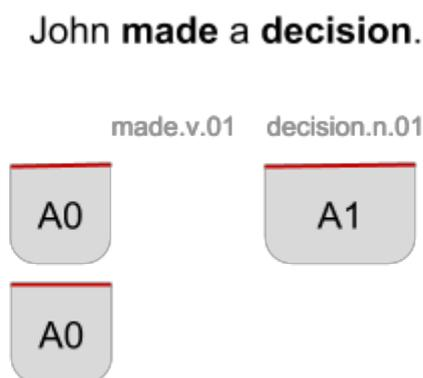 John made a decision.
made.v.01 decision.n.01
A0 A1
A0